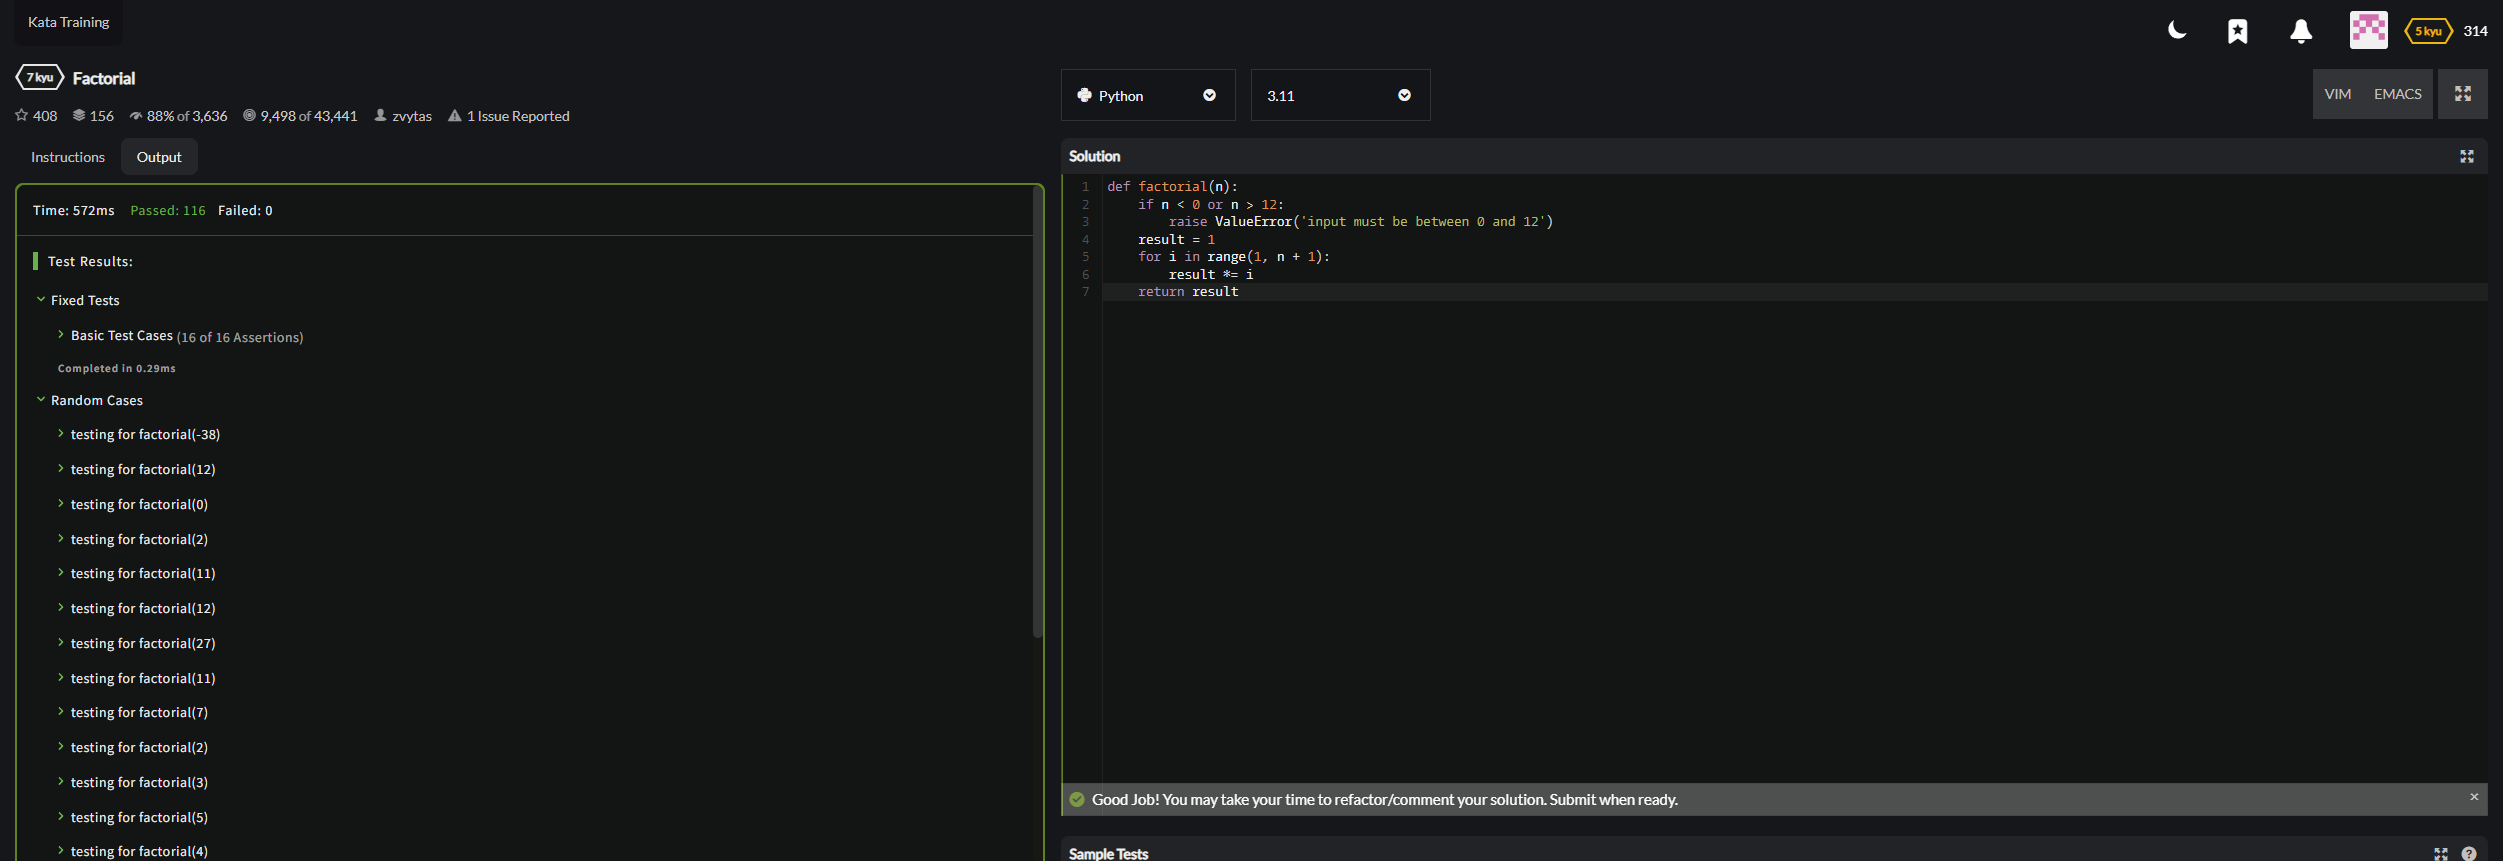 Kata Training
5 kyu 314
7 kyu Factorial
408 156 88% of 3,636 9,498 of 43,441 zvytas 1 Issue Reported
Instructions Output
Time: 572ms Passed: 116 Failed: 0
Test Results:
Fixed Tests
Basic Test Cases (16 of 16 Assertions)
Completed in 0.29ms
Random Cases
testing for factorial(-38)
testing for factorial(12)
testing for factorial(0)
testing for factorial(2)
testing for factorial(11)
testing for factorial(12)
testing for factorial(27)
testing for factorial(11)
testing for factorial(7)
testing for factorial(2)
testing for factorial(3)
testing for factorial(5)
testing for factorial(4)
Python 3.11 VIM EMACS
Solution
1 def factorial(n):
2     if n < 0 or n > 12:
3         raise ValueError('input must be between 0 and 12')
4     result = 1
5     for i in range(1, n + 1):
6         result *= i
7     return result
Good Job! You may take your time to refactor/comment your solution. Submit when ready. ×
Sample Tests ?